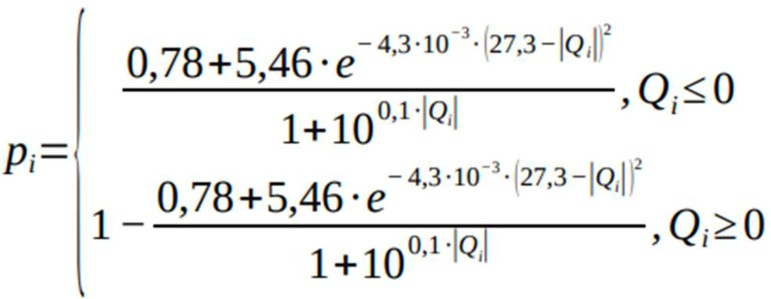 p_i = { (0,78+5,46·e^(−4,3·10^(−3)·(27,3−|Q_i|)^2)) / (1+10^(0,1·|Q_i|)) , Q_i ≤ 0
1 − (0,78+5,46·e^(−4,3·10^(−3)·(27,3−|Q_i|)^2)) / (1+10^(0,1·|Q_i|)) , Q_i ≥ 0